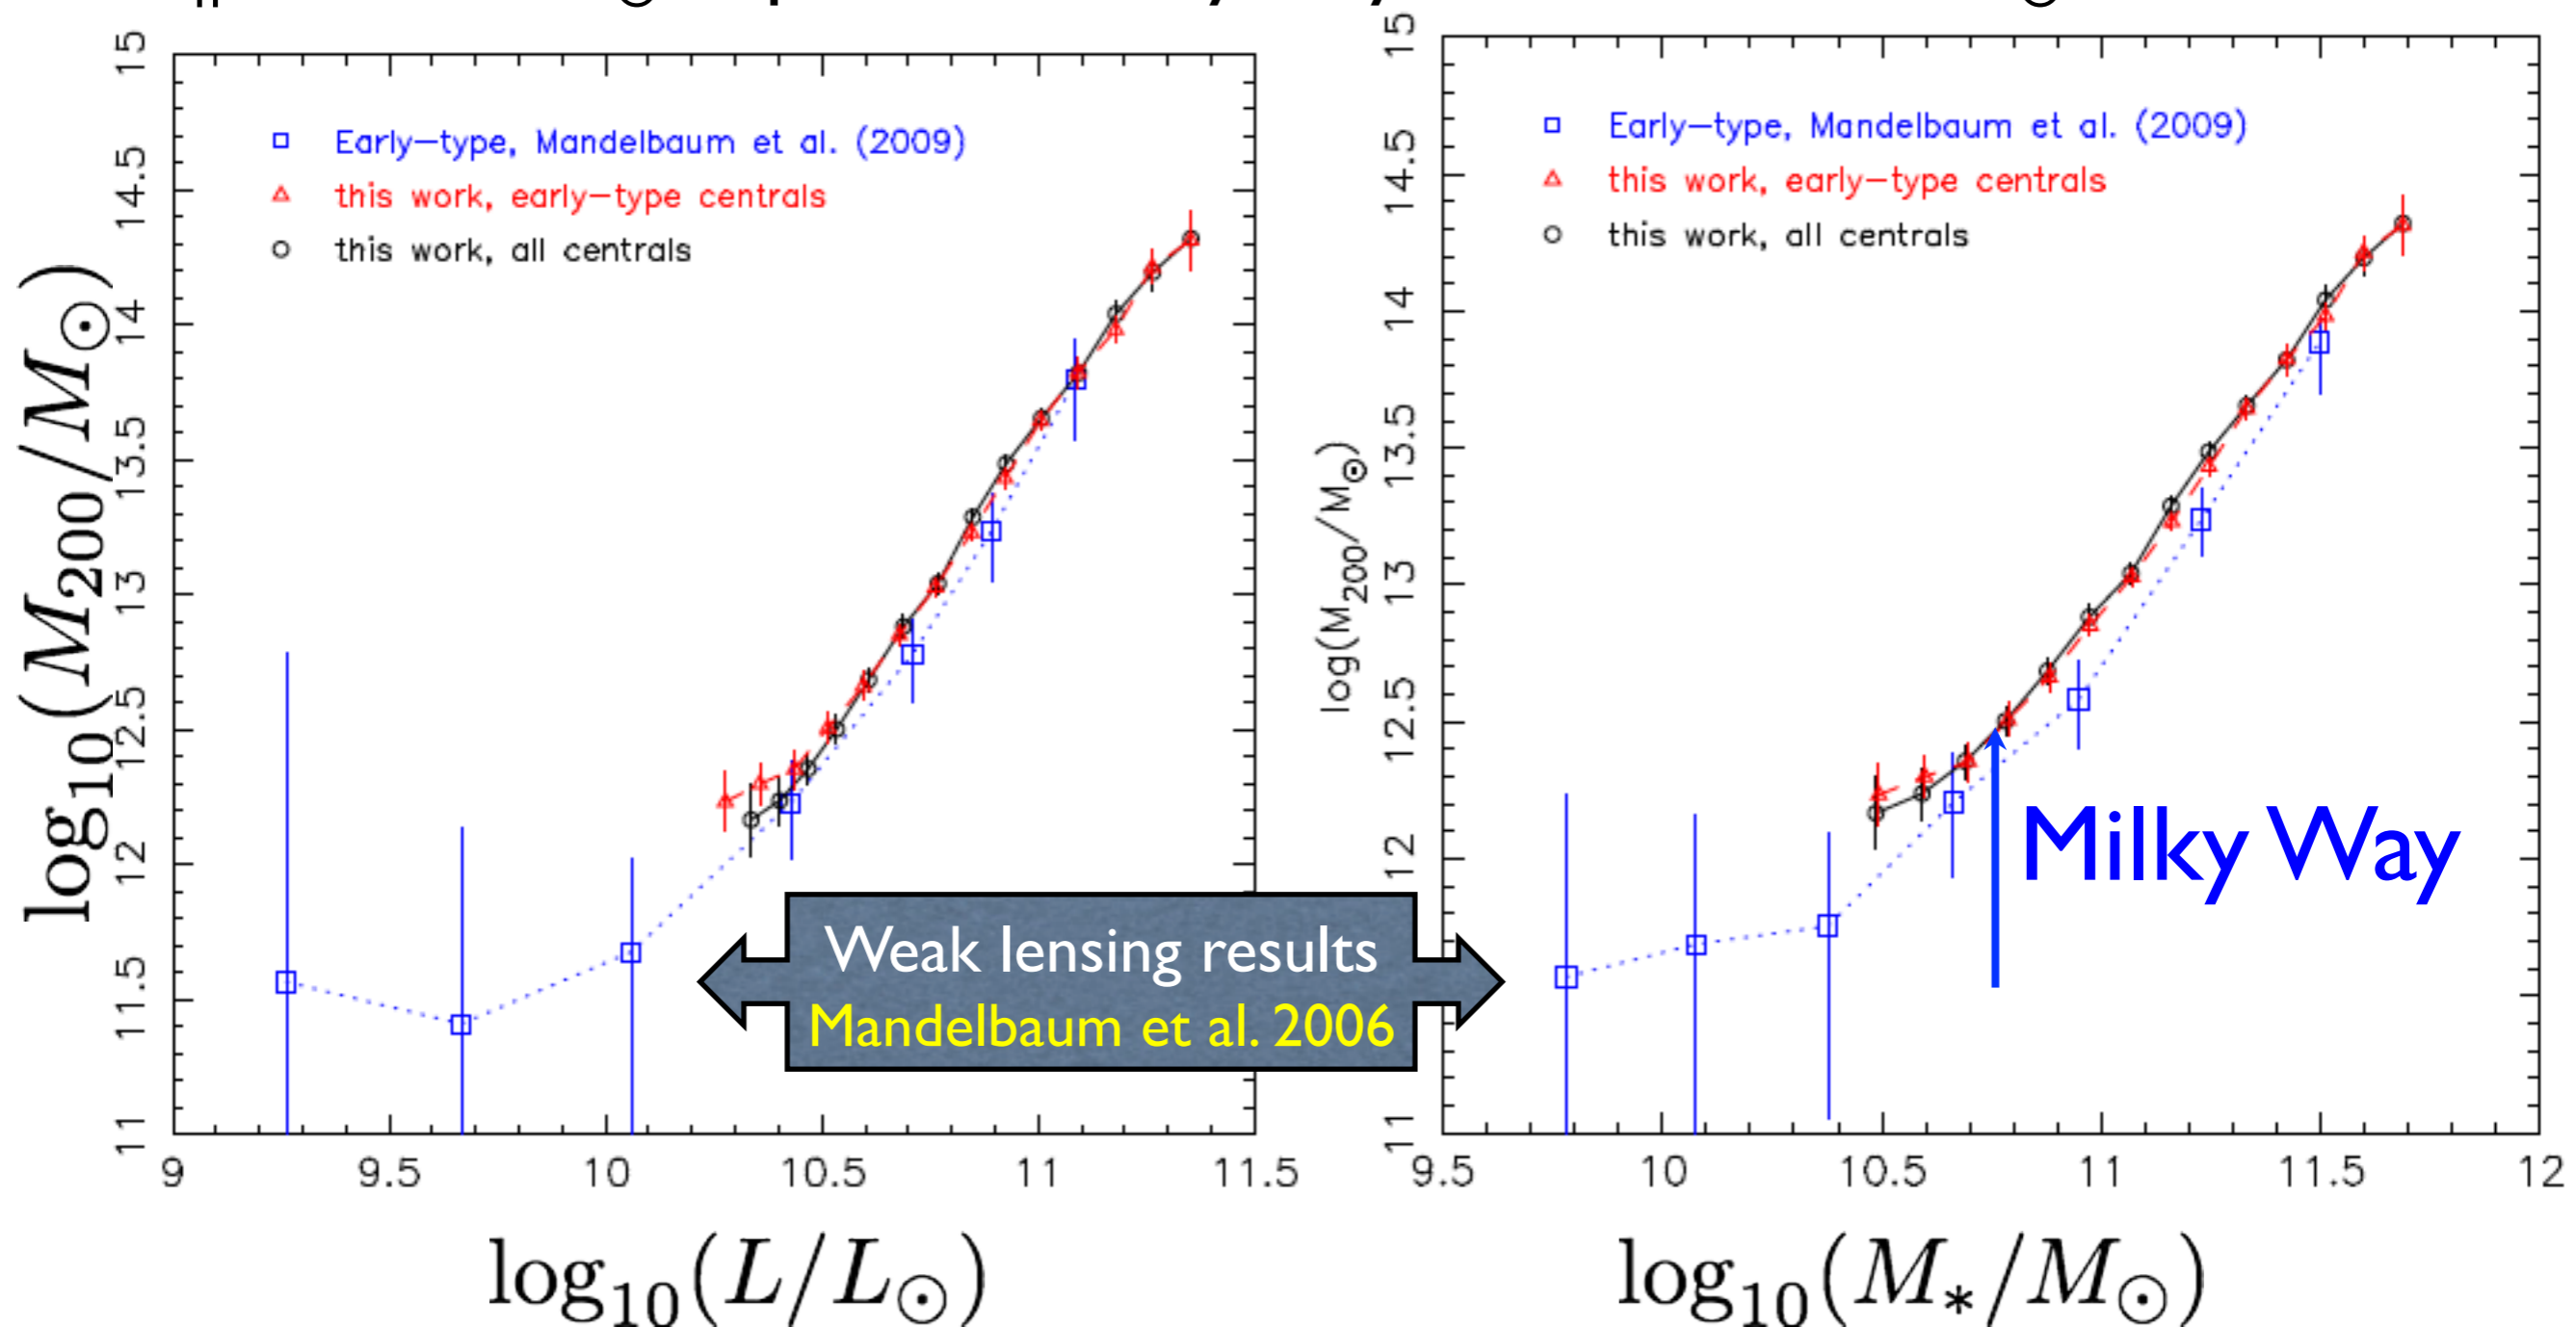 Early-type, Mandelbaum et al. (2009)
this work, early-type centrals
this work, all centrals
log₁₀(M₂₀₀/M☉)
15
14.5
14
13.5
13
12.5
12
11.5
11
9 9.5 10 10.5 11 11.5
log₁₀(L/L☉)
Early-type, Mandelbaum et al. (2009)
this work, early-type centrals
this work, all centrals
log(M₂₀₀/M☉)
15
14.5
14
13.5
13
12.5
12
11
Milky Way
9.5 10 10.5 11 11.5 12
log₁₀(M∗/M☉)
Weak lensing results
Mandelbaum et al. 2006